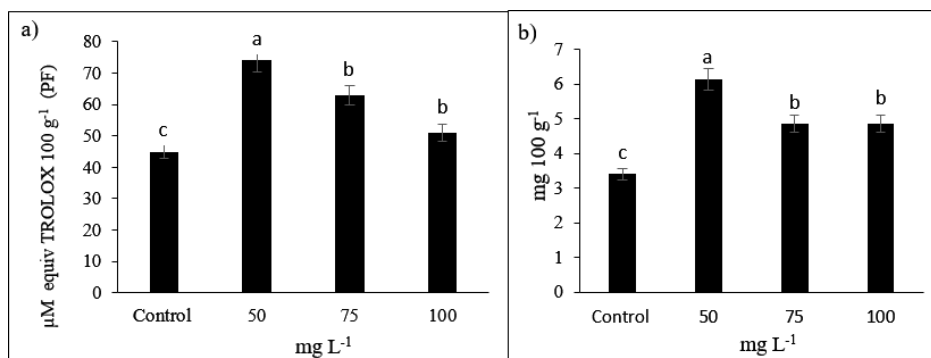 a)
µM equiv TROLOX 100 g⁻¹ (PF)
80
70
60
50
40
30
20
10
0
c
a
b
b
Control 50 75 100
mg L⁻¹
b)
mg 100 g⁻¹
7
6
5
4
3
2
1
0
c
a
b
b
Control 50 75 100
mg L⁻¹